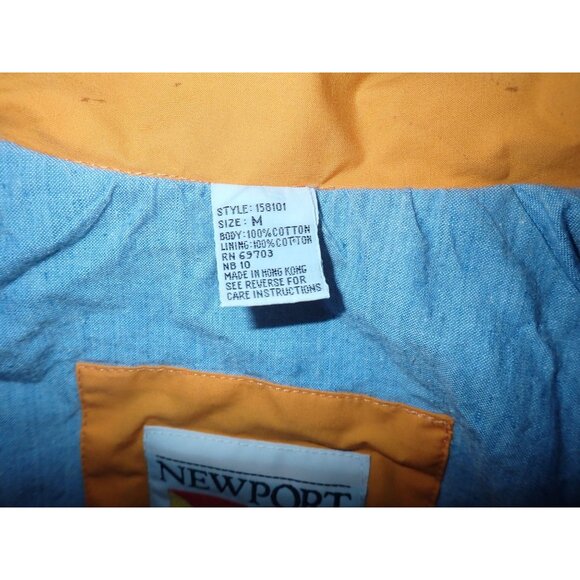 STYLE: 158101
SIZE: M
BODY: 100% COTTON
LINING: 100% COTTON
RN 69703
NB 10
MADE IN HONG KONG
SEE REVERSE FOR
CARE INSTRUCTIONS
NEWPORT